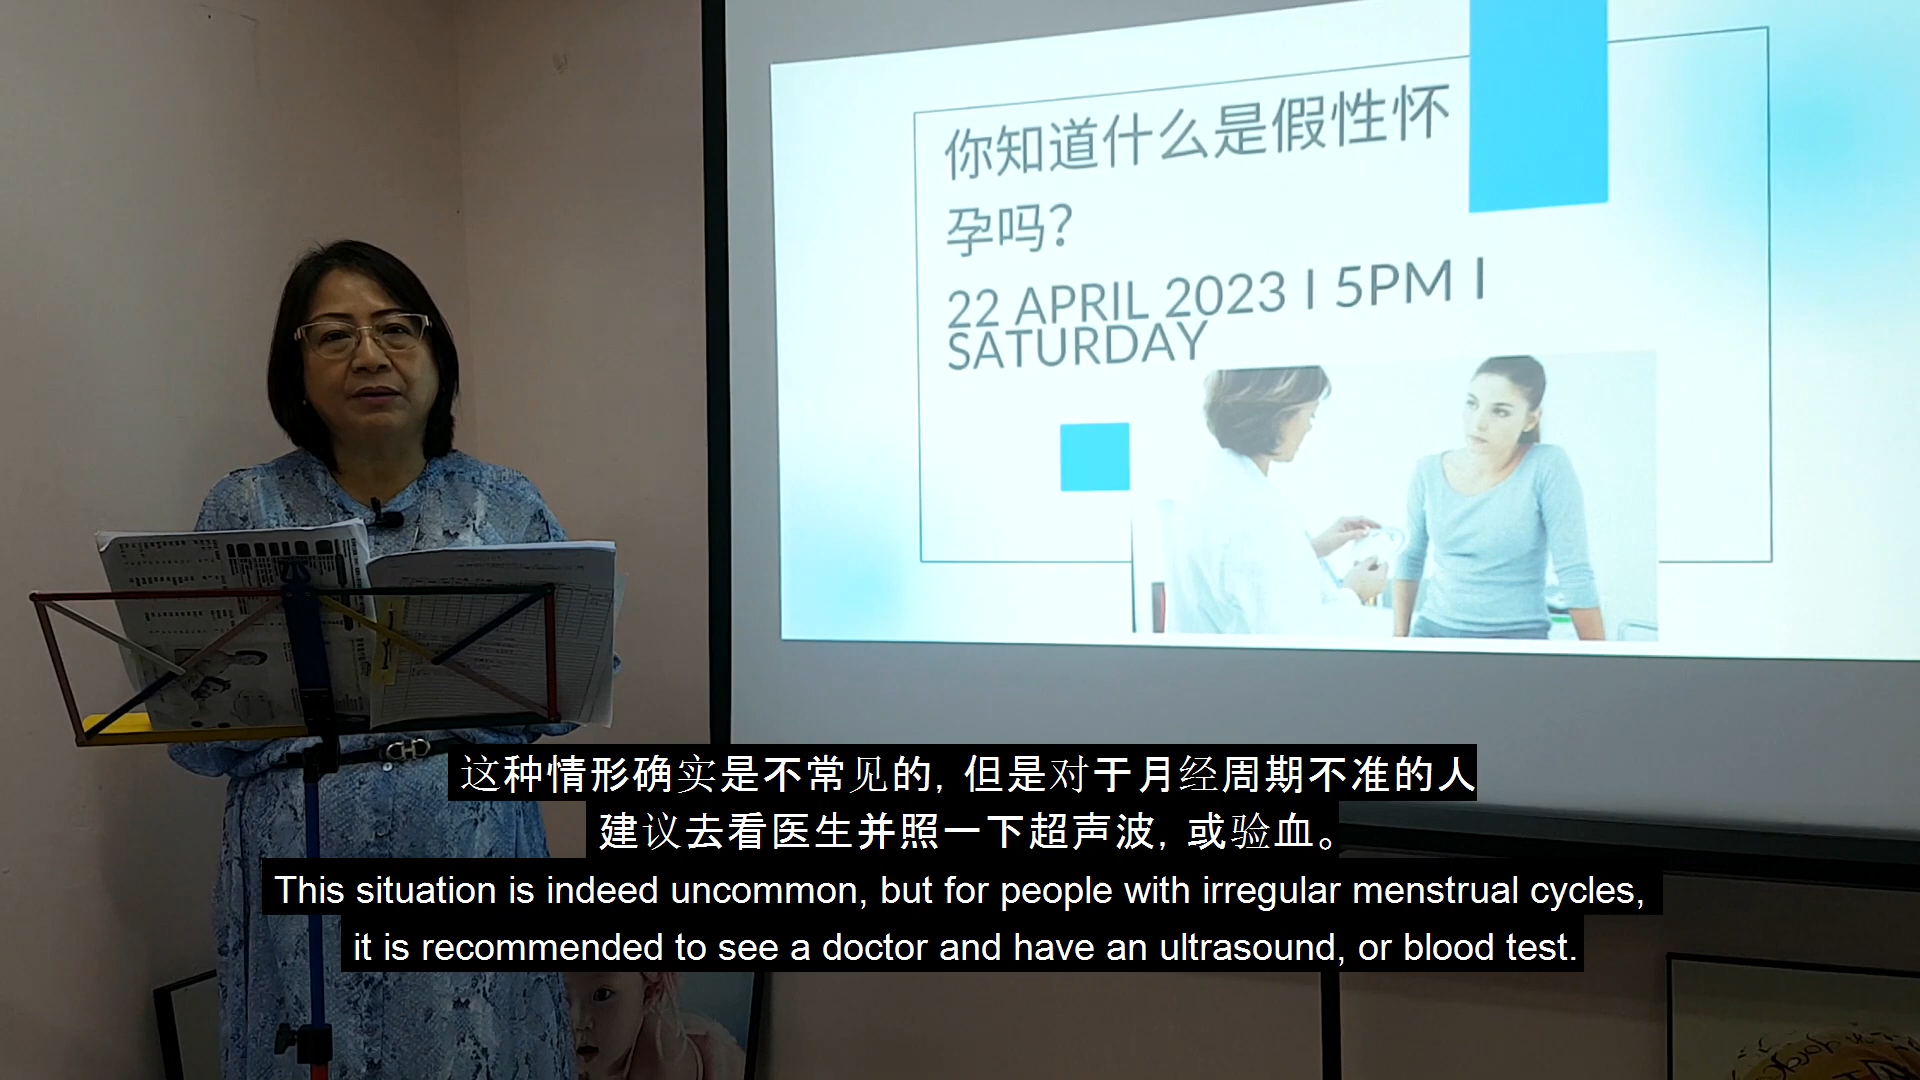 你知道什么是假性怀
孕吗?
22 APRIL 2023 I 5PM I
SATURDAY
这种情形确实是不常见的, 但是对于月经周期不准的人
建议去看医生并照一下超声波, 或验血。
This situation is indeed uncommon, but for people with irregular menstrual cycles,
it is recommended to see a doctor and have an ultrasound, or blood test.